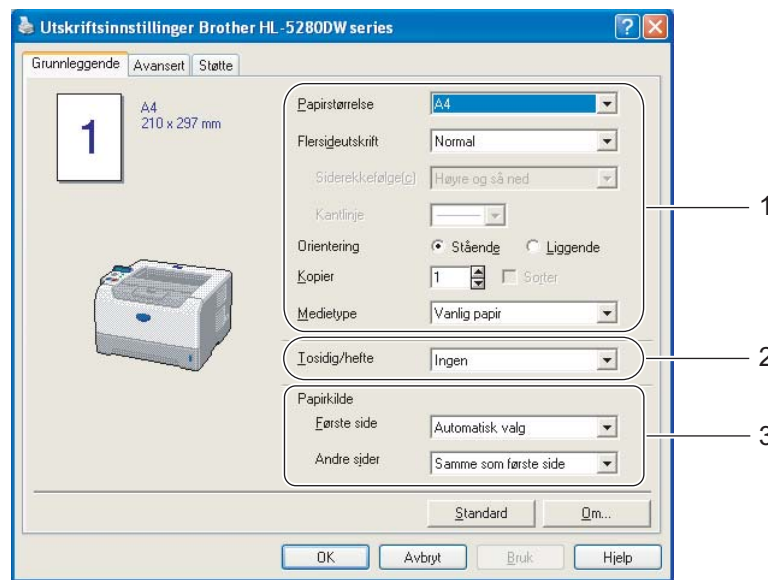 Utskriftsinnstillinger Brother HL-5280DW series
Grunnleggende Avansert Støtte
1
A4
210 x 297 mm
Papirstørrelse A4
Flersideutskrift Normal
Siderekkefølge(c) Høyre og så ned
Kantlinje
Orientering Stående Liggende
Kopier 1 Sorter
Medietype Vanlig papir
1
Tosidig/hefte Ingen
2
Papirkilde
Første side Automatisk valg
Andre sider Samme som første side
3
Standard Om...
OK Avbryt Bruk Hjelp